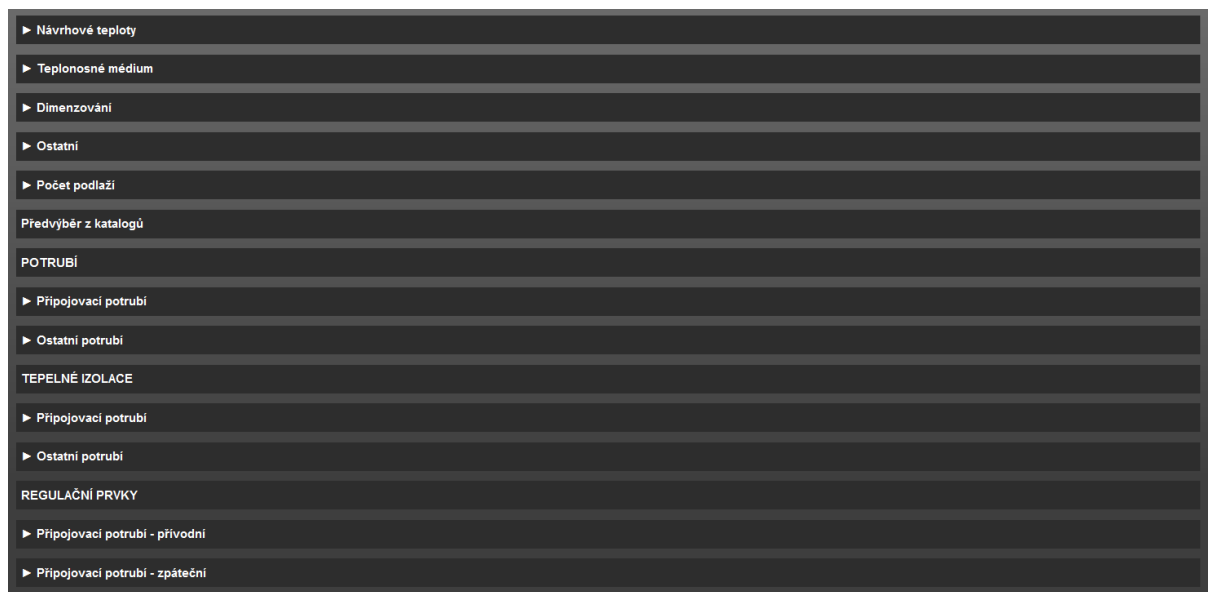 ► Návrhové teploty
► Teplonosné médium
► Dimenzování
► Ostatní
► Počet podlaží
Předvýběr z katalogů
POTRUBÍ
► Připojovací potrubí
► Ostatní potrubí
TEPELNÉ IZOLACE
► Připojovací potrubí
► Ostatní potrubí
REGULAČNÍ PRVKY
► Připojovací potrubí - přívodní
► Připojovací potrubí - zpáteční